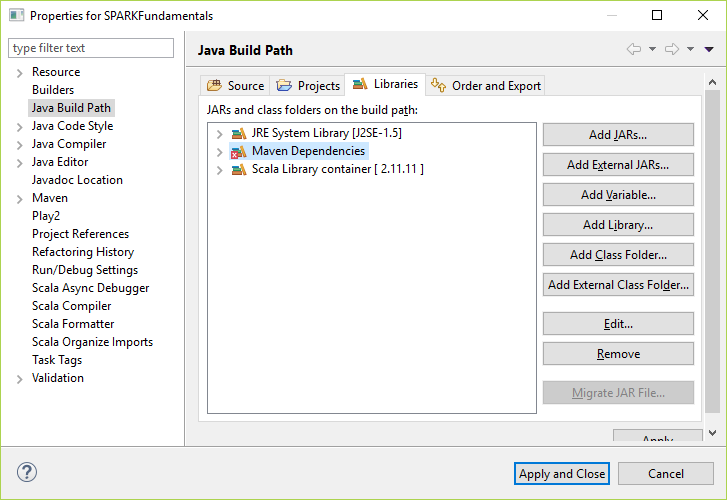 Properties for SPARKFundamentals
type filter text
Resource
Builders
Java Build Path
Java Code Style
Java Compiler
Java Editor
Javadoc Location
Maven
Play2
Project References
Refactoring History
Run/Debug Settings
Scala Async Debugger
Scala Compiler
Scala Formatter
Scala Organize Imports
Task Tags
Validation
Java Build Path
Source Projects Libraries Order and Export
JARs and class folders on the build path:
JRE System Library [J2SE-1.5]
Maven Dependencies
Scala Library container [ 2.11.11 ]
Add JARs...
Add External JARs...
Add Variable...
Add Library...
Add Class Folder...
Add External Class Folder...
Edit...
Remove
Migrate JAR File...
Apply
Apply and Close
Cancel